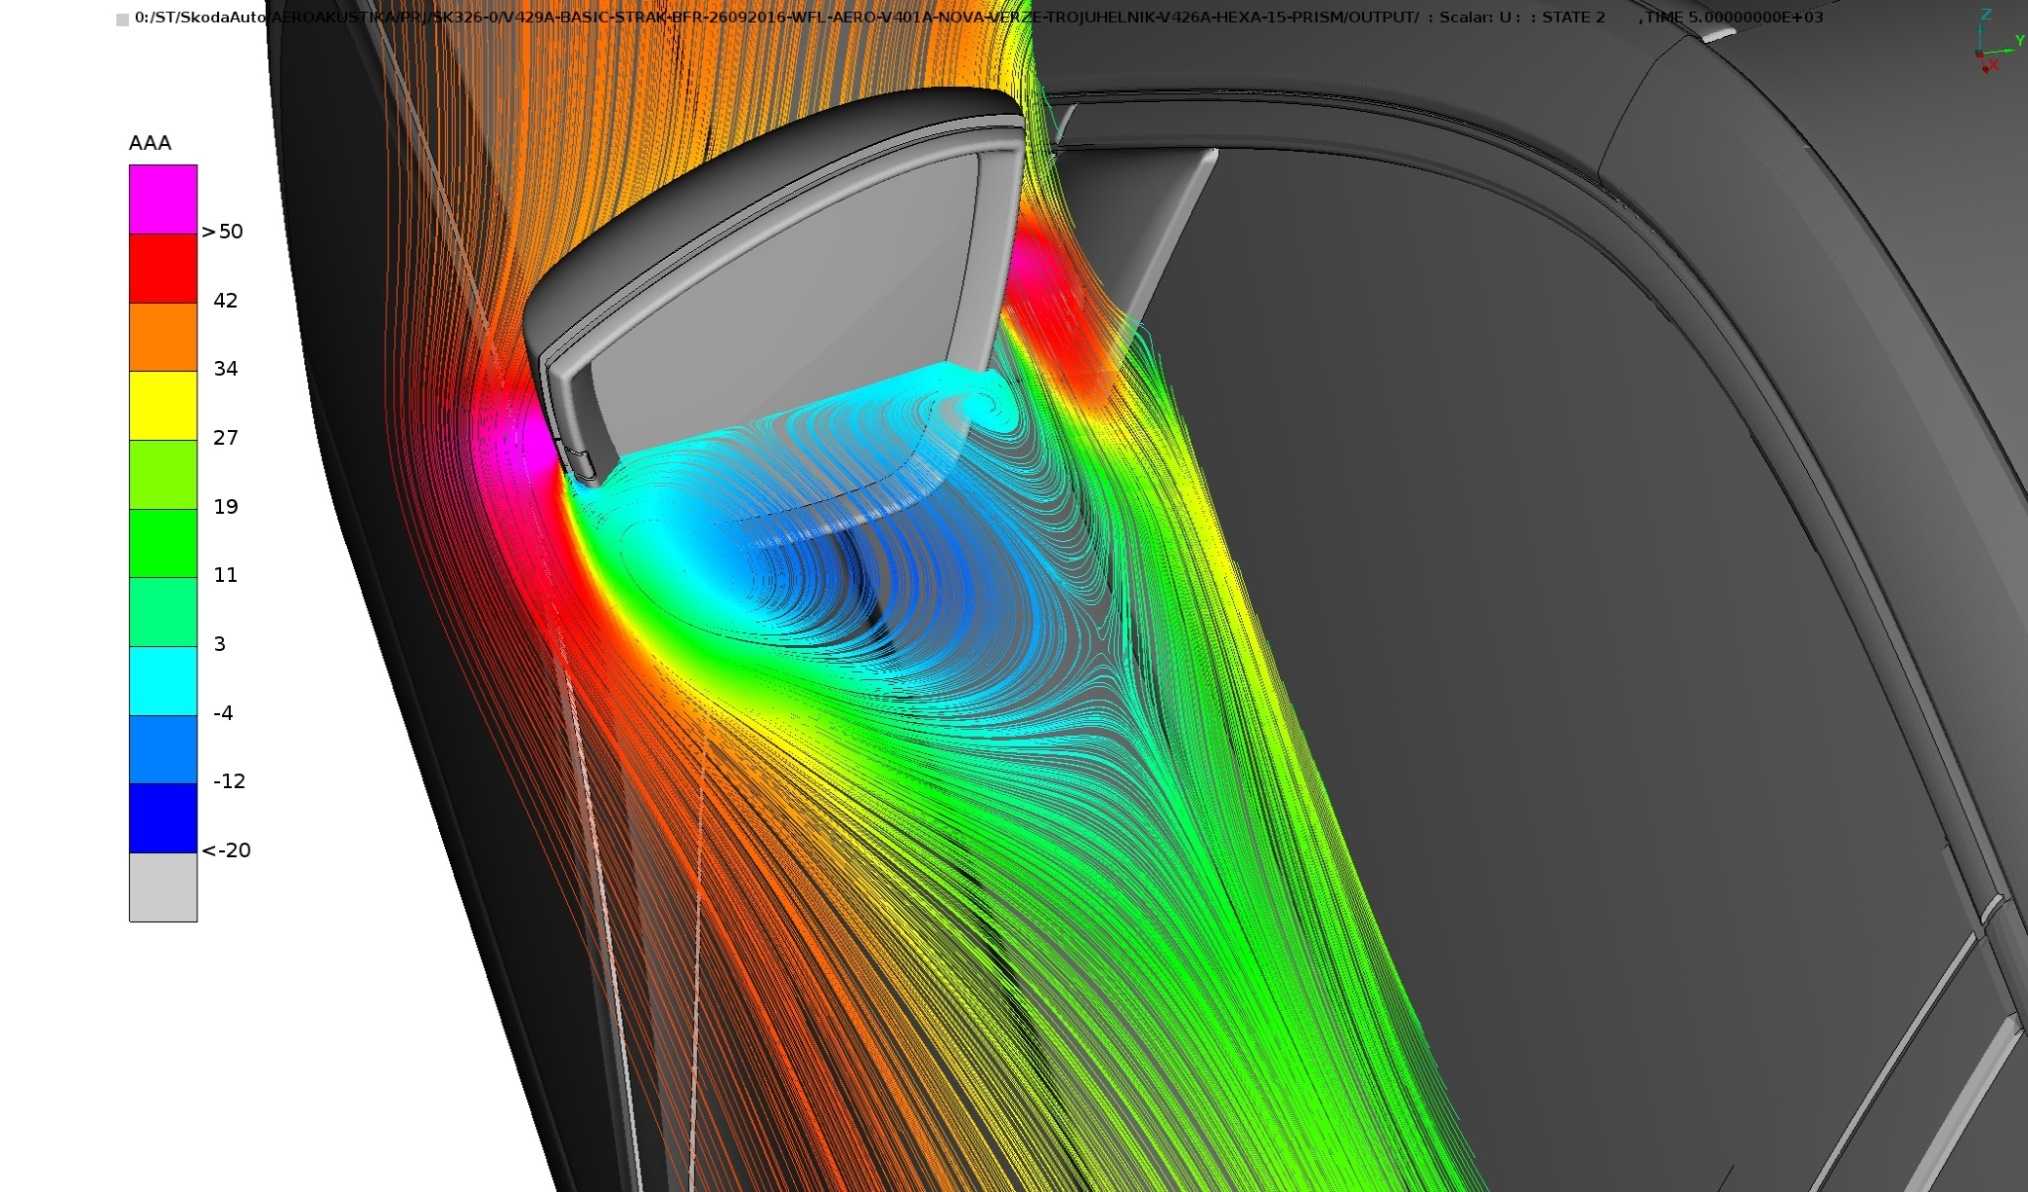 0:/ST/SkodaAuto/AEROAKUSTIKA/PRJ/SK326-0/V429A-BASIC-STRAK-BFR-26092016-WFL-AERO-V401A-NOVA-VERZE-TROJUHELNIK-V426A-HEXA-15-PRISM/OUTPUT/ : Scalar: U : : STATE 2 ,TIME 5.00000000E+03
Z
Y
X
AAA
>50
42
34
27
19
11
3
-4
-12
<-20